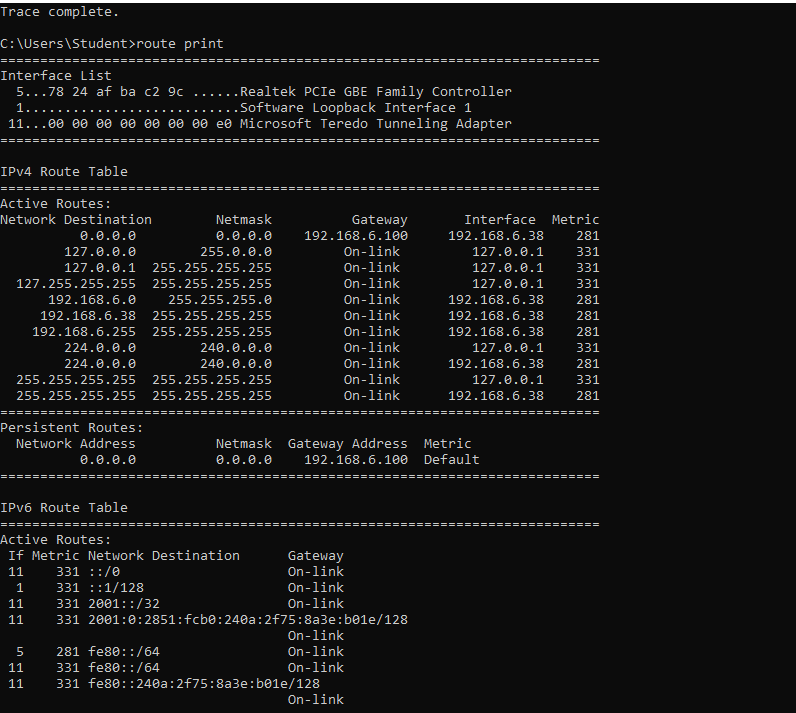 Trace complete.

C:\Users\Student>route print
===========================================================================
Interface List
  5...78 24 af ba c2 9c ......Realtek PCIe GBE Family Controller
  1...........................Software Loopback Interface 1
 11...00 00 00 00 00 00 00 e0 Microsoft Teredo Tunneling Adapter
===========================================================================

IPv4 Route Table
===========================================================================
Active Routes:
Network Destination        Netmask          Gateway       Interface  Metric
          0.0.0.0          0.0.0.0    192.168.6.100     192.168.6.38    281
        127.0.0.0        255.0.0.0         On-link         127.0.0.1    331
        127.0.0.1  255.255.255.255         On-link         127.0.0.1    331
  127.255.255.255  255.255.255.255         On-link         127.0.0.1    331
      192.168.6.0    255.255.255.0         On-link      192.168.6.38    281
     192.168.6.38  255.255.255.255         On-link      192.168.6.38    281
    192.168.6.255  255.255.255.255         On-link      192.168.6.38    281
        224.0.0.0        240.0.0.0         On-link         127.0.0.1    331
        224.0.0.0        240.0.0.0         On-link      192.168.6.38    281
  255.255.255.255  255.255.255.255         On-link         127.0.0.1    331
  255.255.255.255  255.255.255.255         On-link      192.168.6.38    281
===========================================================================
Persistent Routes:
  Network Address          Netmask  Gateway Address  Metric
          0.0.0.0          0.0.0.0    192.168.6.100  Default
===========================================================================

IPv6 Route Table
===========================================================================
Active Routes:
 If Metric Network Destination      Gateway
 11    331 ::/0                     On-link
  1    331 ::1/128                  On-link
 11    331 2001::/32                On-link
 11    331 2001:0:2851:fcb0:240a:2f75:8a3e:b01e/128
                                    On-link
  5    281 fe80::/64                On-link
 11    331 fe80::/64                On-link
 11    331 fe80::240a:2f75:8a3e:b01e/128
                                    On-link